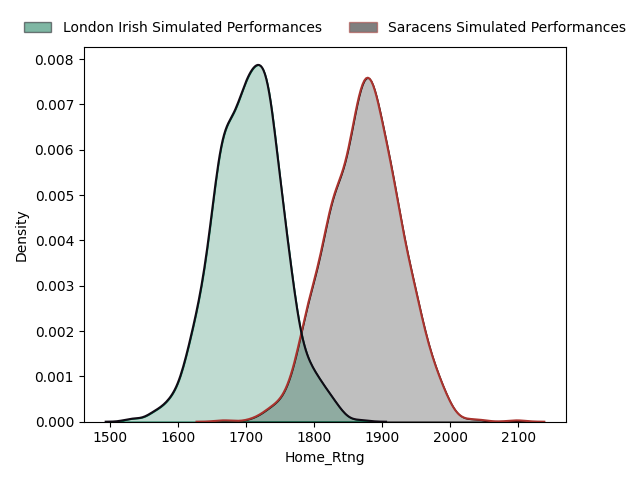 London Irish Simulated Performances
Saracens Simulated Performances
0.008
0.007
0.006
0.005
0.004
0.003
0.002
0.001
0.000
Density
1500 1600 1700 1800 1900 2000 2100
Home_Rtng